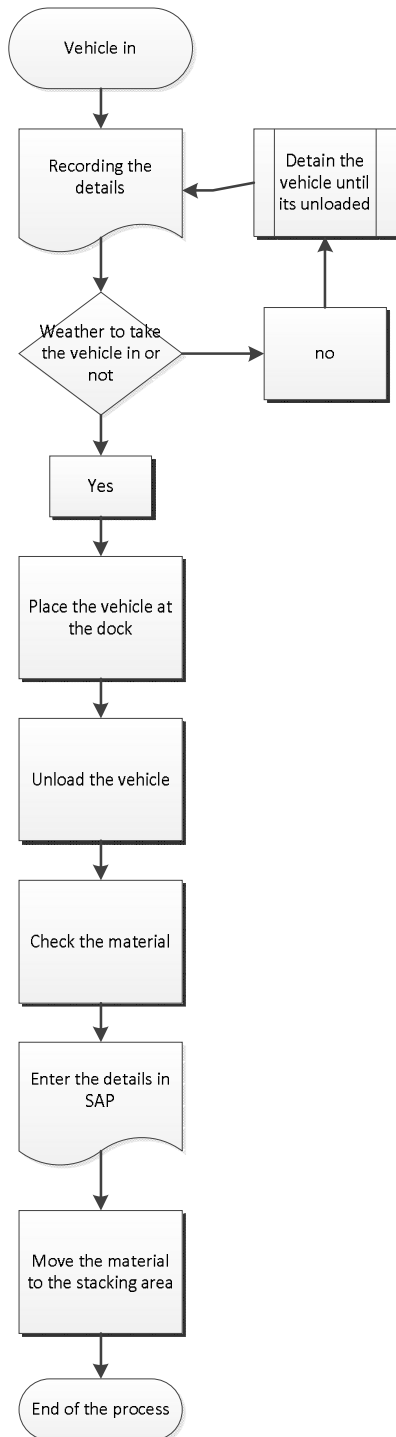 Vehicle in
Recording the
details
Detain the
vehicle until
its unloaded
Weather to take
the vehicle in or
not
no
Yes
Place the vehicle at
the dock
Unload the vehicle
Check the material
Enter the details in
SAP
Move the material
to the stacking area
End of the process